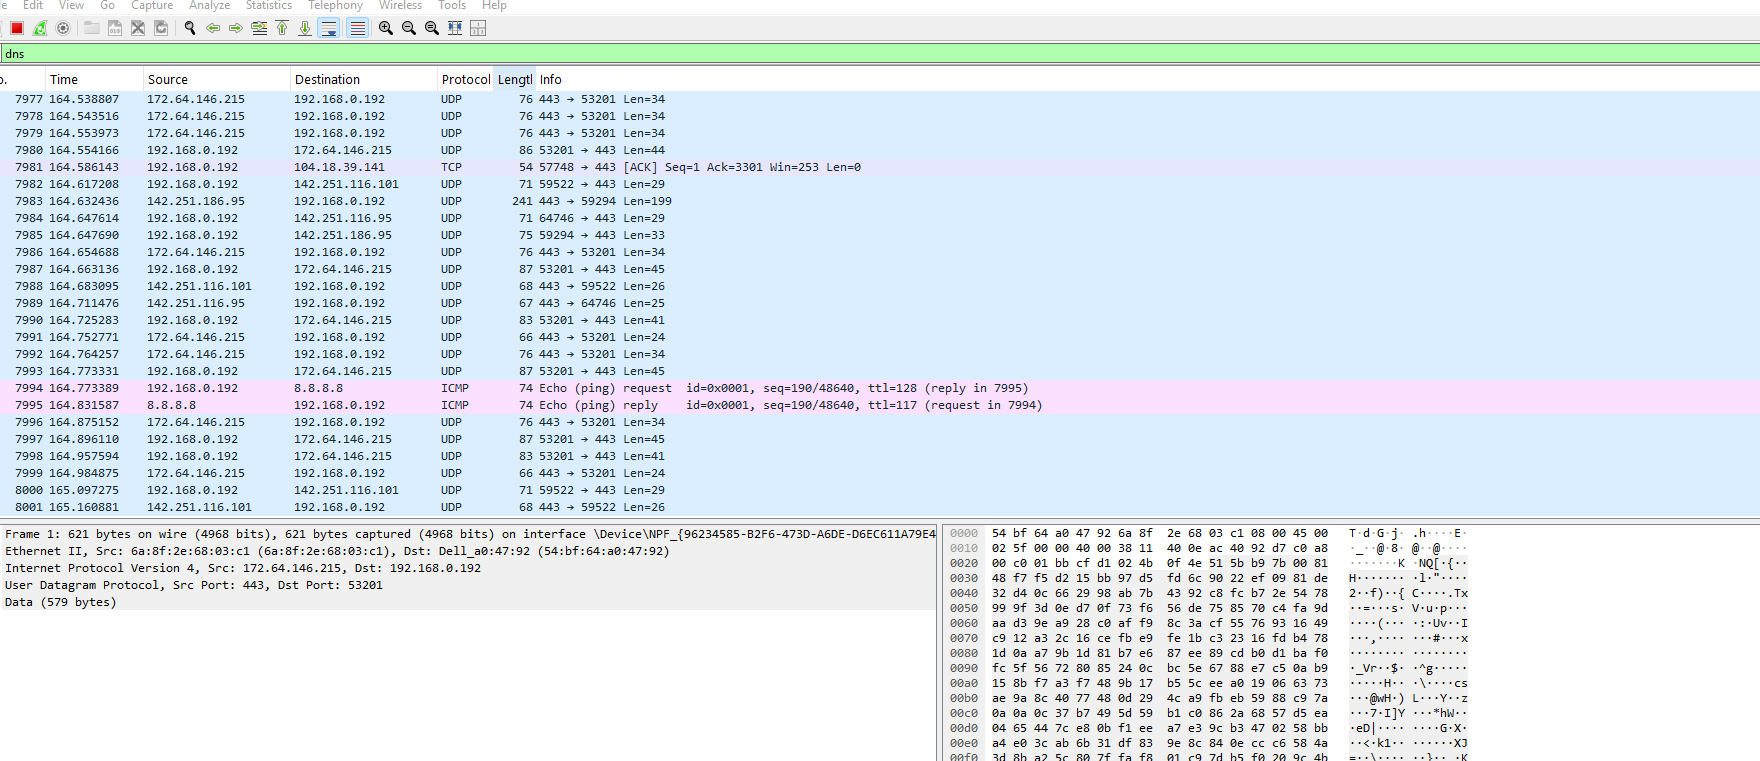 le Edit View Go Capture Analyze Statistics Telephony Wireless Tools Help
dns
o. Time Source Destination Protocol Lengtl Info
7977 164.538807 172.64.146.215 192.168.0.192 UDP 76 443 → 53201 Len=34
7978 164.543516 172.64.146.215 192.168.0.192 UDP 76 443 → 53201 Len=34
7979 164.553973 172.64.146.215 192.168.0.192 UDP 76 443 → 53201 Len=34
7980 164.554166 192.168.0.192 172.64.146.215 UDP 86 53201 → 443 Len=44
7981 164.586143 192.168.0.192 104.18.39.141 TCP 54 57748 → 443 [ACK] Seq=1 Ack=3301 Win=253 Len=0
7982 164.617208 192.168.0.192 142.251.116.101 UDP 71 59522 → 443 Len=29
7983 164.632436 142.251.186.95 192.168.0.192 UDP 241 443 → 59294 Len=199
7984 164.647614 192.168.0.192 142.251.116.95 UDP 71 64746 → 443 Len=29
7985 164.647690 192.168.0.192 142.251.186.95 UDP 75 59294 → 443 Len=33
7986 164.654688 172.64.146.215 192.168.0.192 UDP 76 443 → 53201 Len=34
7987 164.663136 192.168.0.192 172.64.146.215 UDP 87 53201 → 443 Len=45
7988 164.683095 142.251.116.101 192.168.0.192 UDP 68 443 → 59522 Len=26
7989 164.711476 142.251.116.95 192.168.0.192 UDP 67 443 → 64746 Len=25
7990 164.725283 192.168.0.192 172.64.146.215 UDP 83 53201 → 443 Len=41
7991 164.752771 172.64.146.215 192.168.0.192 UDP 66 443 → 53201 Len=24
7992 164.764257 172.64.146.215 192.168.0.192 UDP 76 443 → 53201 Len=34
7993 164.773331 192.168.0.192 172.64.146.215 UDP 87 53201 → 443 Len=45
7994 164.773389 192.168.0.192 8.8.8.8 ICMP 74 Echo (ping) request id=0x0001, seq=190/48640, ttl=128 (reply in 7995)
7995 164.831587 8.8.8.8 192.168.0.192 ICMP 74 Echo (ping) reply id=0x0001, seq=190/48640, ttl=117 (request in 7994)
7996 164.875152 172.64.146.215 192.168.0.192 UDP 76 443 → 53201 Len=34
7997 164.896110 192.168.0.192 172.64.146.215 UDP 87 53201 → 443 Len=45
7998 164.957594 192.168.0.192 172.64.146.215 UDP 83 53201 → 443 Len=41
7999 164.984875 172.64.146.215 192.168.0.192 UDP 66 443 → 53201 Len=24
8000 165.097275 192.168.0.192 142.251.116.101 UDP 71 59522 → 443 Len=29
8001 165.160881 142.251.116.101 192.168.0.192 UDP 68 443 → 59522 Len=26
Frame 1: 621 bytes on wire (4968 bits), 621 bytes captured (4968 bits) on interface \Device\NPF_{96234585-B2F6-473D-A6DE-D6EC611A79E4
Ethernet II, Src: 6a:8f:2e:68:03:c1 (6a:8f:2e:68:03:c1), Dst: Dell_a0:47:92 (54:bf:64:a0:47:92)
Internet Protocol Version 4, Src: 172.64.146.215, Dst: 192.168.0.192
User Datagram Protocol, Src Port: 443, Dst Port: 53201
Data (579 bytes)
0000 54 bf 64 a0 47 92 6a 8f 2e 68 03 c1 08 00 45 00 T·d·G·j· .h····E·
0010 02 5f 00 00 40 00 38 11 40 0e ac 40 92 d7 c0 a8 ·_··@·8· @··@····
0020 00 c0 01 bb cf d1 02 4b 0f 4e 51 5b b9 7b 00 81 ·······K ·NQ[·{··
0030 48 f7 f5 d2 15 bb 97 d5 fd 6c 90 22 ef 09 81 de H······· ·l·"····
0040 32 d4 0c 66 29 98 ab 7b 43 92 c8 fc b7 2e 54 78 2··f)··{ C····.Tx
0050 99 9f 3d 0e d7 0f 73 f6 56 de 75 85 70 c4 fa 9d ··=···s· V·u·p···
0060 aa d3 9e a9 28 c0 af f9 8c 3a cf 55 76 93 16 49 ····(··· ·:·Uv··I
0070 c9 12 a3 2c 16 ce fb e9 fe 1b c3 23 16 fd b4 78 ···,···· ···#···x
0080 1d 0a a7 9b 1d 81 b7 e6 87 ee 89 cd b0 d1 ba f0 ········ ········
0090 fc 5f 56 72 80 85 24 0c bc 5e 67 88 e7 c5 0a b9 ·_Vr··$· ·^g·····
00a0 15 8b f7 a3 f7 48 9b 17 b5 5c ee a0 19 06 63 73 ·····H·· ·\····cs
00b0 ae 9a 8c 40 77 48 0d 29 4c a9 fb eb 59 88 c9 7a ···@wH·) L···Y··z
00c0 0a 0a 0c 37 b7 49 5d 59 b1 c0 86 2a 68 57 d5 ea ···7·I]Y ···*hW··
00d0 04 65 44 7c e8 0b f1 ee a7 e3 9c b3 47 02 58 bb ·eD|···· ····G·X·
00e0 a4 e0 3c ab 6b 31 df 83 9e 8c 84 0e cc c6 58 4a ··<·k1·· ······XJ
00f0 3d 8b a2 5c 80 7f fa f8 01 c9 7d b5 f0 20 9c 4b =··\···· ··}·· ·K